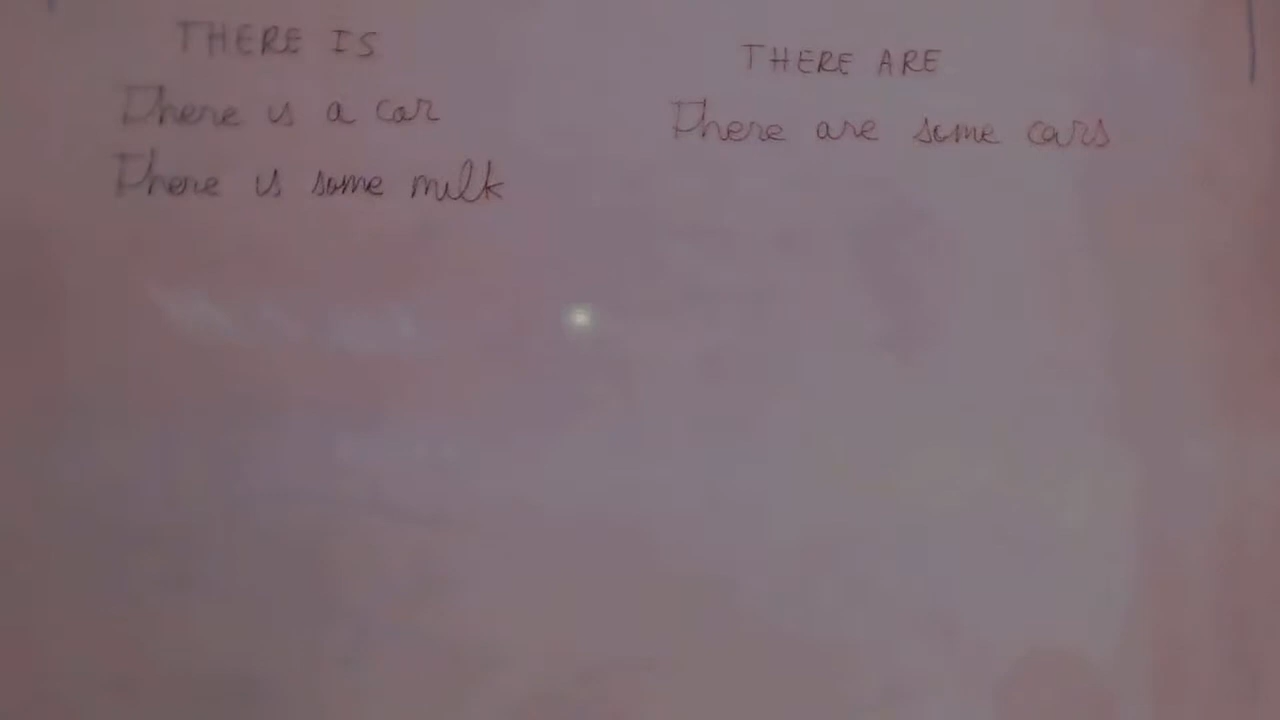 THERE IS
There is a car
There is some milk
THERE ARE
There are some cars